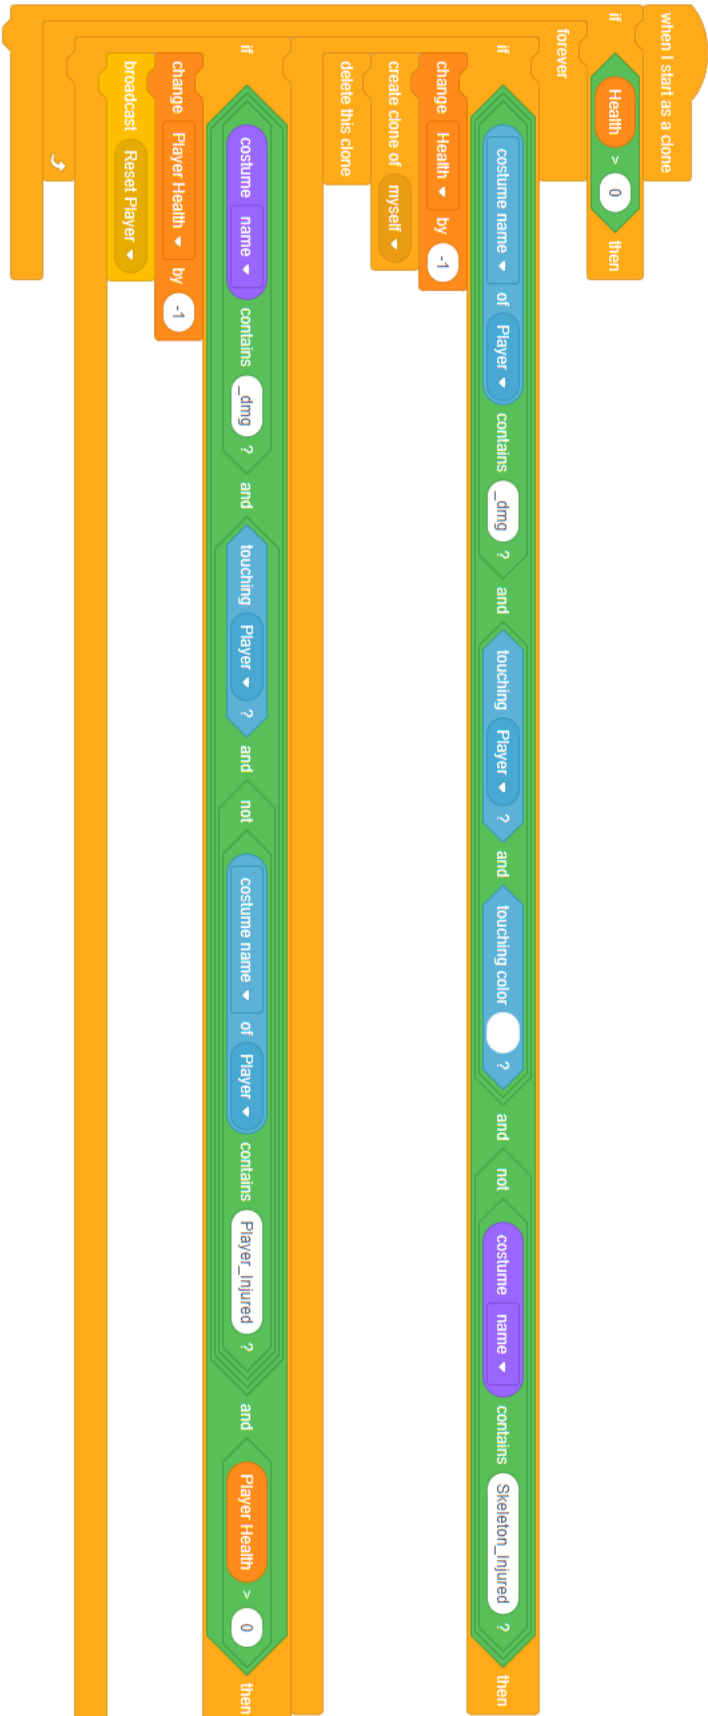 when I start as a clone
if Health > 0 then
forever
if costume name of Player contains _dmg ? and touching Player ? and touching color ? and not costume name contains Skeleton_Injured ? then
change Health by -1
create clone of myself
delete this clone
if costume name contains _dmg ? and touching Player ? and not costume name of Player contains Player_Injured ? and Player Health > 0 then
change Player Health by -1
broadcast Reset Player